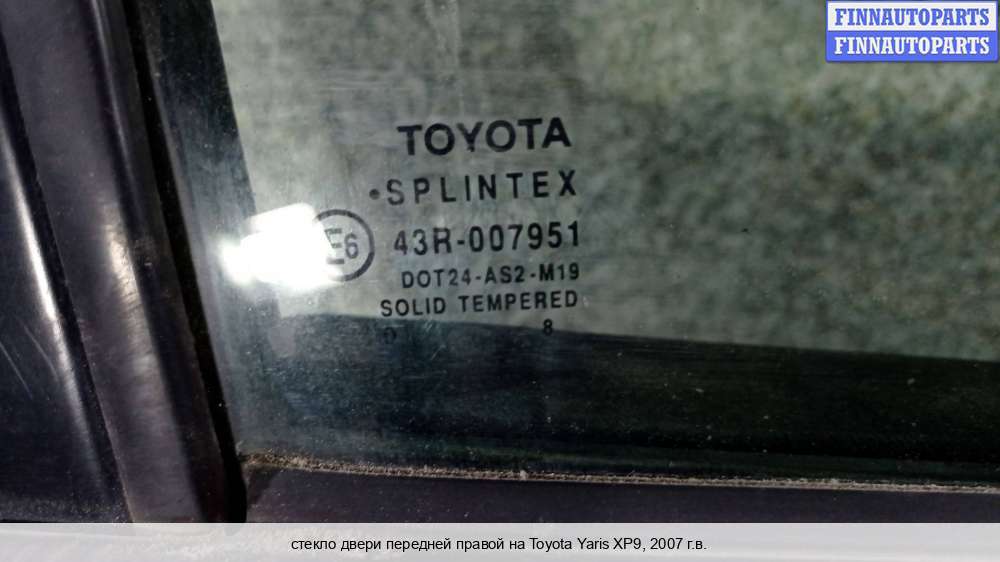 FINNAUTOPARTS
FINNAUTOPARTS
TOYOTA
•SPLINTEX
E6 43R-007951
DOT24-AS2-M19
SOLID TEMPERED
8
стекло двери передней правой на Toyota Yaris XP9, 2007 г.в.